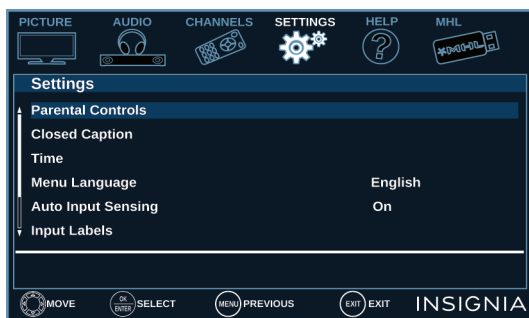 PICTURE AUDIO CHANNELS SETTINGS HELP MHL
MHL
Settings
Parental Controls
Closed Caption
Time
Menu Language English
Auto Input Sensing On
Input Labels
MOVE OK ENTER SELECT MENU PREVIOUS EXIT EXIT INSIGNIA